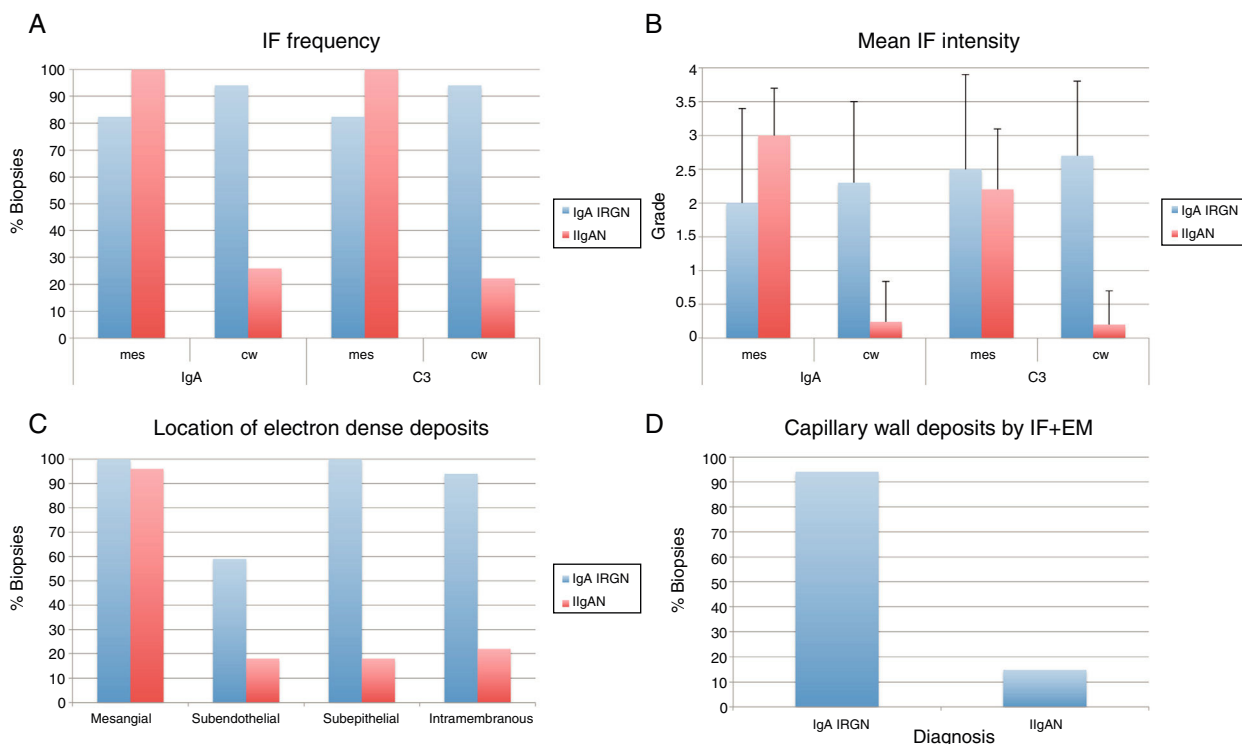 A
IF frequency
% Biopsies
100
90
80
70
60
50
40
30
20
10
0
mes
cw
mes
cw
IgA
C3
IgA IRGN
IIgAN
B
Mean IF intensity
Grade
4
3.5
3
2.5
2
1.5
1
0.5
0
mes
cw
mes
cw
IgA
C3
IgA IRGN
IIgAN
C
Location of electron dense deposits
% Biopsies
100
90
80
70
60
50
40
30
20
10
0
Mesangial
Subendothelial
Subepithelial
Intramembranous
IgA IRGN
IIgAN
D
Capillary wall deposits by IF+EM
% Biopsies
100
90
80
70
60
50
40
30
20
10
0
IgA IRGN
IIgAN
Diagnosis